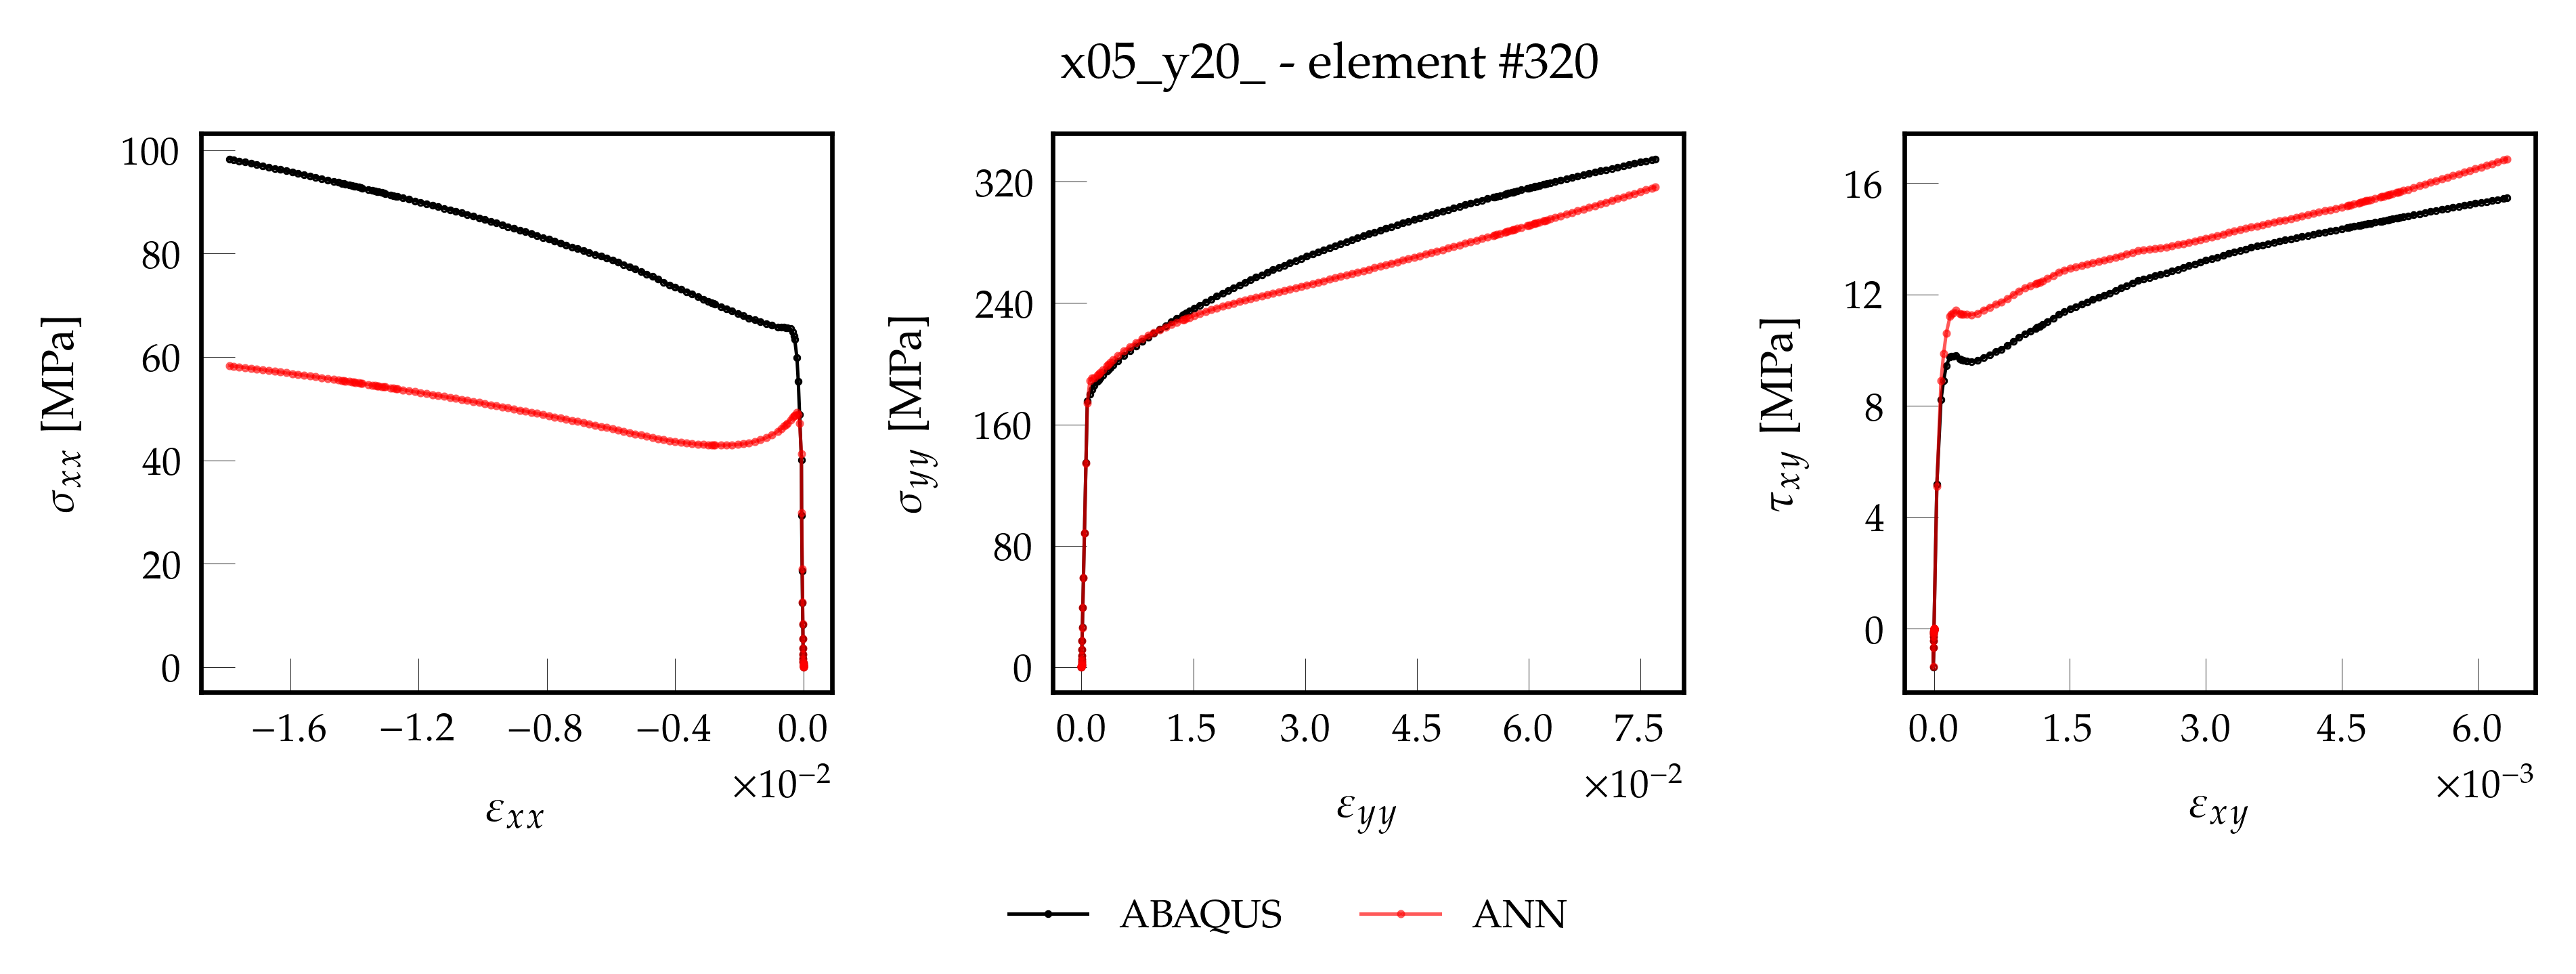 x05_y20_ - element #320
100
80
60
40
20
0
σxx [MPa]
−1.6 −1.2 −0.8 −0.4 0.0
×10−2
εxx
320
240
160
80
0
σyy [MPa]
0.0 1.5 3.0 4.5 6.0 7.5
×10−2
εyy
16
12
8
4
0
τxy [MPa]
0.0 1.5 3.0 4.5 6.0
×10−3
εxy
ABAQUS ANN